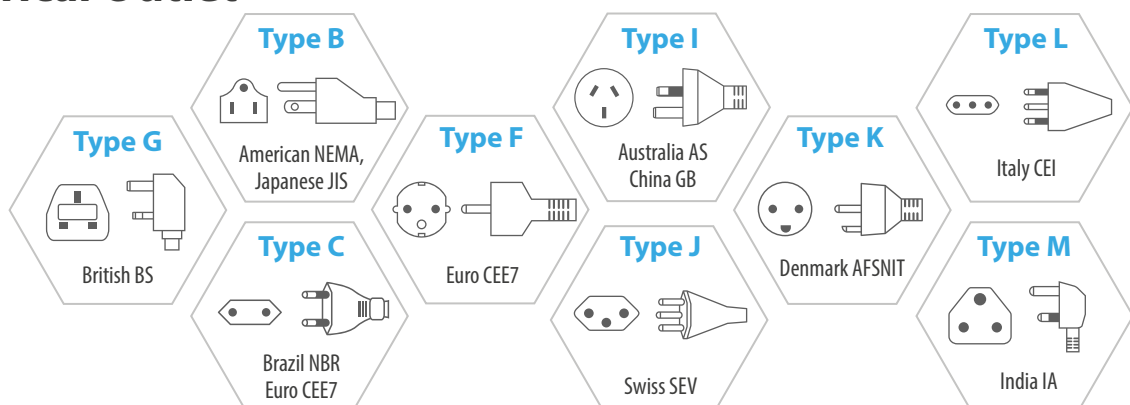 Outlet
Type B
American NEMA,
Japanese JIS
Type I
Australia AS
China GB
Type L
Italy CEI
Type G
British BS
Type F
Euro CEE7
Type K
Denmark AFSNIT
Type C
Brazil NBR
Euro CEE7
Type J
Swiss SEV
Type M
India IA